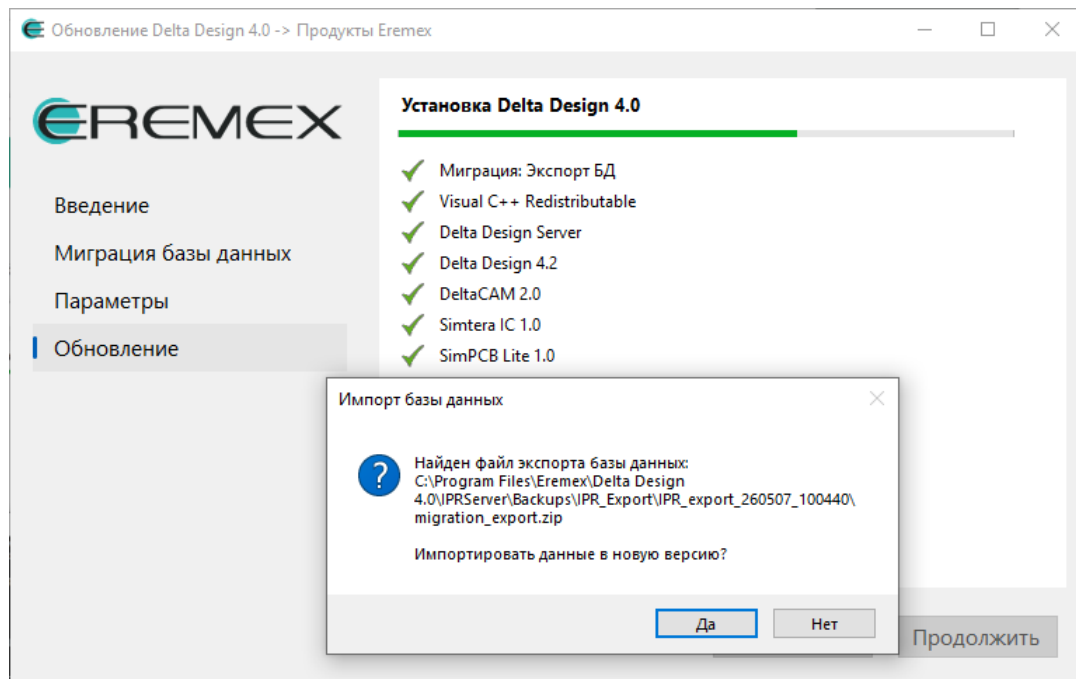 Обновление Delta Design 4.0 -> Продукты Eremex
EREMEX
Введение
Миграция базы данных
Параметры
Обновление
Установка Delta Design 4.0
Миграция: Экспорт БД
Visual C++ Redistributable
Delta Design Server
Delta Design 4.2
DeltaCAM 2.0
Simtera IC 1.0
SimPCB Lite 1.0
Импорт базы данных
Найден файл экспорта базы данных:
C:\Program Files\Eremex\Delta Design
4.0\IPRServer\Backups\IPR_Export\IPR_export_260507_100440\
migration_export.zip
Импортировать данные в новую версию?
Да
Нет
Продолжить